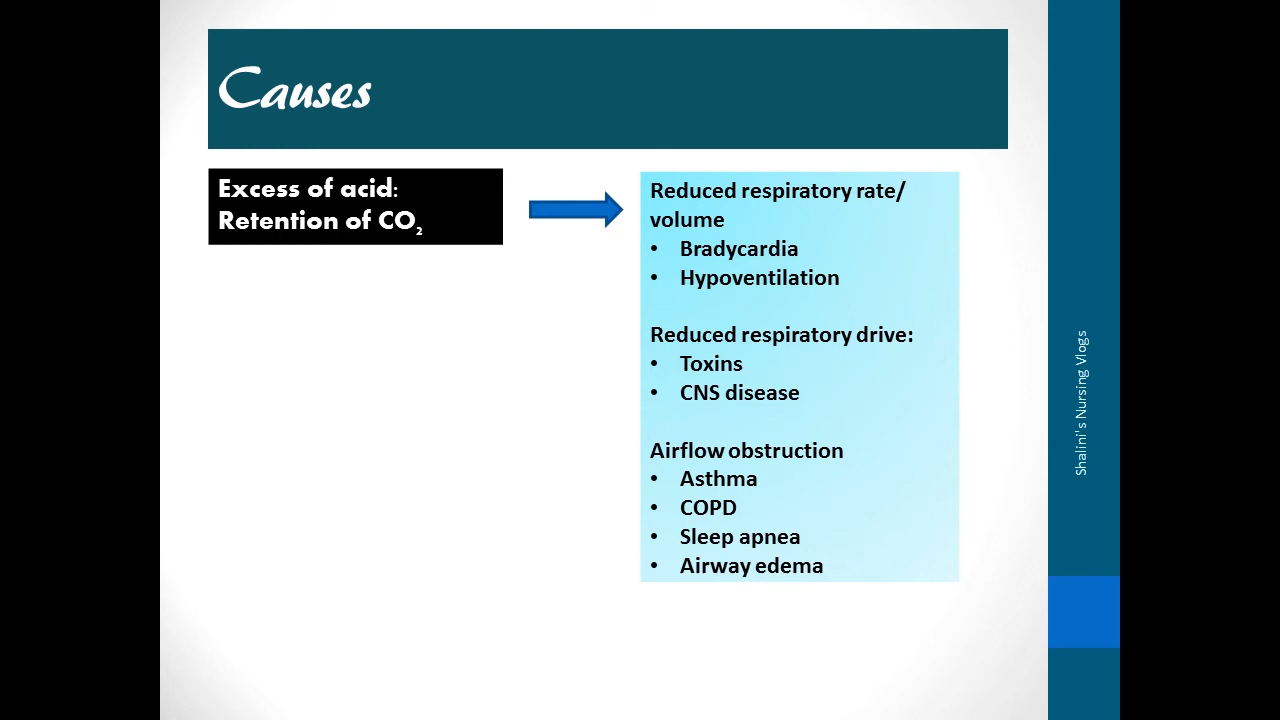 Causes
Excess of acid:
Retention of CO₂
Reduced respiratory rate/
volume
• Bradycardia
• Hypoventilation
Reduced respiratory drive:
• Toxins
• CNS disease
Airflow obstruction
• Asthma
• COPD
• Sleep apnea
• Airway edema
Shalini's Nursing Vlogs